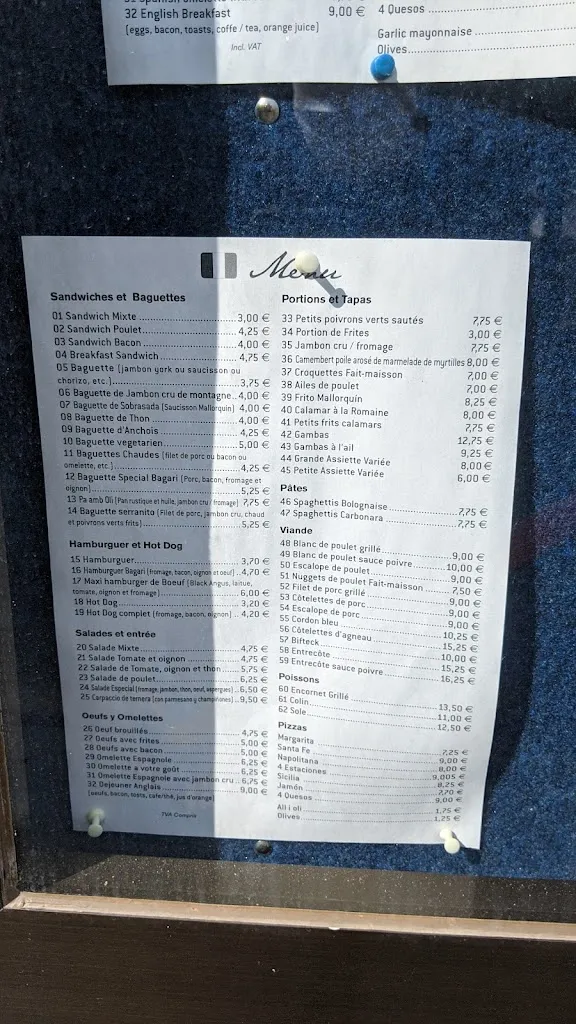 32 English Breakfast 9,00 €
(eggs, bacon, toasts, coffe / tea, orange juice)
Incl. VAT
4 Quesos
Garlic mayonnaise
Olives
Menu
Sandwiches et Baguettes
01 Sandwich Mixte 3,00 €
02 Sandwich Poulet 4,25 €
03 Sandwich Bacon 4,00 €
04 Breakfast Sandwich 4,75 €
05 Baguette (jambon york ou saucisson ou
chorizo, etc.) 3,75 €
06 Baguette de Jambon cru de montagne 4,00 €
07 Baguette de Sobrasada (Saucisson Mallorquin) 4,00 €
08 Baguette de Thon 4,00 €
09 Baguette d'Anchois 4,25 €
10 Baguette vegetarien 5,00 €
11 Baguettes Chaudes (filet de porc ou bacon ou
omelette, etc.) 4,25 €
12 Baguette Special Bagari (Porc, bacon, fromage et
oignon) 5,25 €
13 Pa amb Oli (Pan rustique et huile, jambon cru / fromage) 7,75 €
14 Baguette serranito (Filet de porc, jambon cru, chaud
et poivrons verts frits) 5,25 €
Hamburguer et Hot Dog
15 Hamburguer 3,70 €
16 Hamburguer Bagari (fromage, bacon, oignon et oeuf) 4,70 €
17 Maxi hamburger de Boeuf (Black Angus, laitue,
tomate, oignon et fromage) 6,00 €
18 Hot Dog 3,20 €
19 Hot Dog complet (fromage, bacon, oignon) 4,20 €
Salades et entrée
20 Salade Mixte 4,75 €
21 Salade Tomate et oignon 4,75 €
22 Salade de Tomate, oignon et thon 5,75 €
23 Salade de poulet 6,25 €
24 Salade Especial (fromage, jambon, thon, oeuf, asperges) 6,50 €
25 Carpaccio de ternera (con parmesano y champiñones) 9,50 €
Oeufs y Omelettes
26 Oeuf brouillés 4,75 €
27 Oeufs avec frites 5,00 €
28 Oeufs avec bacon 5,00 €
29 Omelette Espagnole 6,25 €
30 Omelette a votre goût 6,25 €
31 Omelette Espagnole avec jambon cru 6,75 €
32 Dejeuner Anglais 9,00 €
(oeufs, bacon, tosts, cafe/thé, jus d'orange)
TVA Compris
Portions et Tapas
33 Petits poivrons verts sautés 7,75 €
34 Portion de Frites 3,00 €
35 Jambon cru / fromage 7,75 €
36 Camembert poile arosé de marmelade de myrtilles 8,00 €
37 Croquettes Fait-maisson 7,00 €
38 Ailes de poulet 7,00 €
39 Frito Mallorquin 8,25 €
40 Calamar à la Romaine 8,00 €
41 Petits frits calamars 7,75 €
42 Gambas 12,75 €
43 Gambas à l'ail 9,25 €
44 Grande Assiette Variée 8,00 €
45 Petite Assiette Variée 6,00 €
Pâtes
46 Spaghettis Bolognaise 7,75 €
47 Spaghettis Carbonara 7,75 €
Viande
48 Blanc de poulet grillé 9,00 €
49 Blanc de poulet sauce poivre 10,00 €
50 Escalope de poulet 9,00 €
51 Nuggets de poulet Fait-maisson 7,50 €
52 Filet de porc grillé 9,00 €
53 Côtelettes de porc 9,00 €
54 Escalope de porc 9,00 €
55 Cordon bleu 10,25 €
56 Côtelettes d'agneau 15,25 €
57 Bifteck 10,00 €
58 Entrecôte 15,25 €
59 Entrecôte sauce poivre 16,25 €
Poissons
60 Encornet Grillé 13,50 €
61 Colin 11,00 €
62 Sole 12,50 €
Pizzas
Margarita 7,25 €
Santa Fe 9,00 €
Napolitana 8,00 €
4 Estaciones 9,005 €
Sicilia 8,25 €
Jamón 7,70 €
4 Quesos 9,00 €
All i oli 1,75 €
Olives 1,25 €